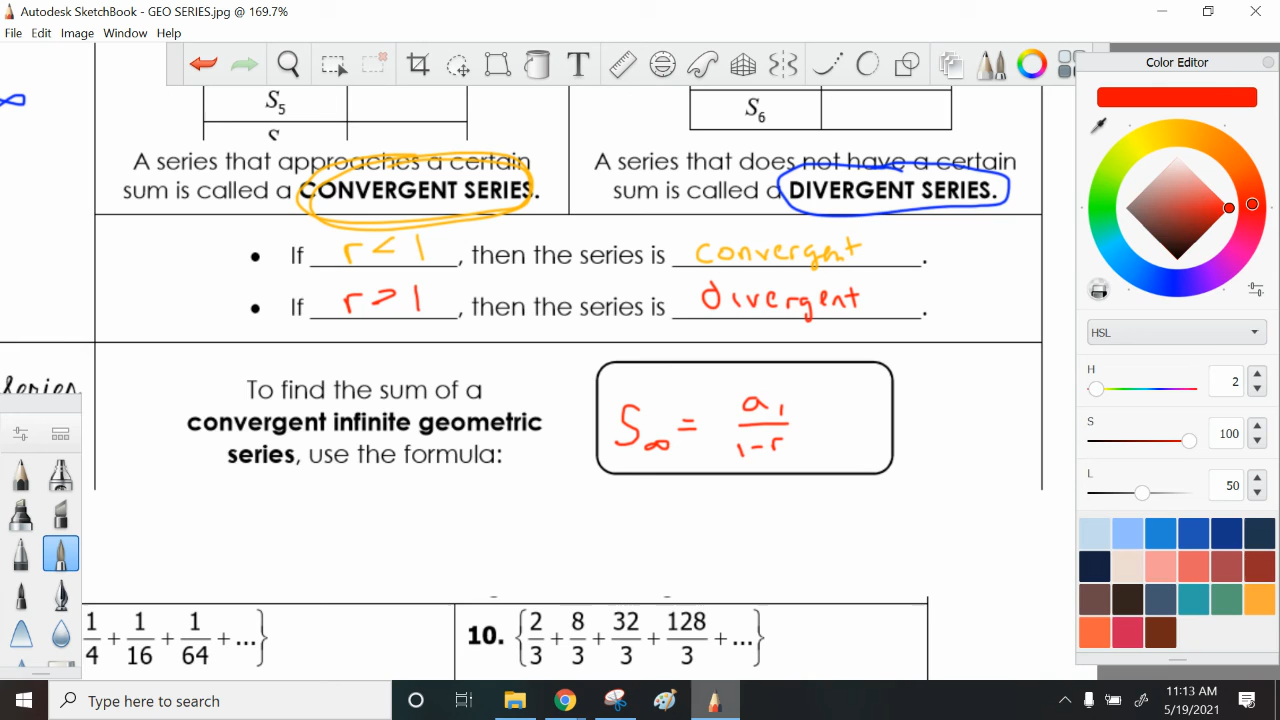 Autodesk SketchBook - GEO SERIES.jpg @ 169.7%
File Edit Image Window Help
Color Editor
∞
S5
S6
A series that approaches a certain
sum is called a CONVERGENT SERIES.
A series that does not have a certain
sum is called a DIVERGENT SERIES.
• If r < 1, then the series is convergent.
• If r > 1, then the series is divergent.
series
To find the sum of a
convergent infinite geometric
series, use the formula:
S∞ = a1/1-r
1/4 + 1/16 + 1/64 + ...}
10. {2/3 + 8/3 + 32/3 + 128/3 + ...}
HSL
H 2
S 100
L 50
Type here to search
11:13 AM
5/19/2021